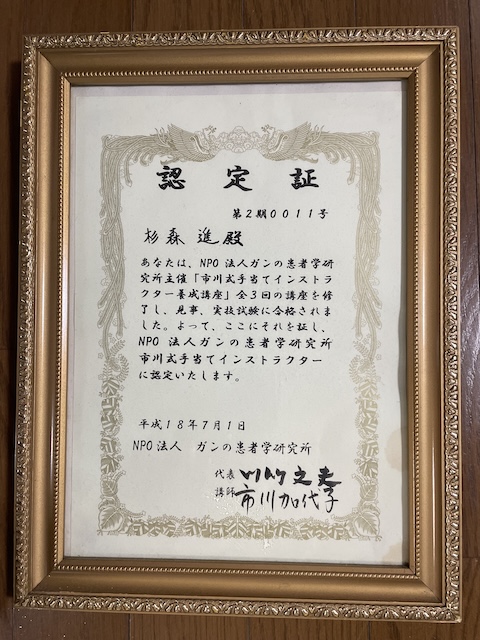 認定証
第2期0011号
杉森進殿
あなたは、NPO法人ガンの患者学研
究所主催「市川式手当てインストラ
クター養成講座」全3回の講座を修
了し、見事、実技試験に合格されま
した。よって、ここにそれを証し、
NPO法人ガンの患者学研究所
市川式手当てインストラクター
に認定いたします。
平成18年7月1日
NPO法人 ガンの患者学研究所
代表 川竹文夫
講師 市川加代子